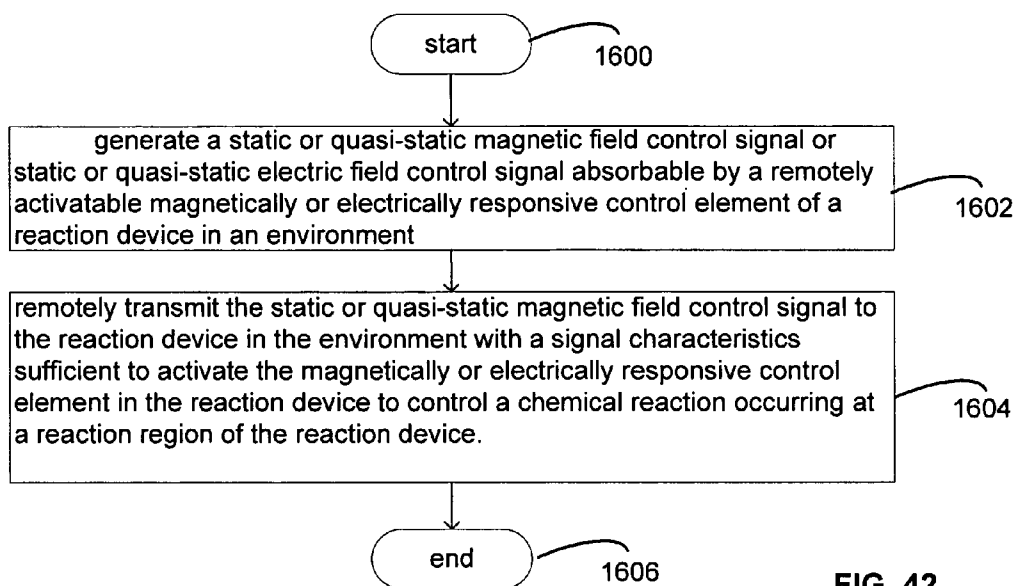 start
1600
generate a static or quasi-static magnetic field control signal or
static or quasi-static electric field control signal absorbable by a remotely
activatable magnetically or electrically responsive control element of a
reaction device in an environment
1602
remotely transmit the static or quasi-static magnetic field control signal to
the reaction device in the environment with a signal characteristics
sufficient to activate the magnetically or electrically responsive control
element in the reaction device to control a chemical reaction occurring at
a reaction region of the reaction device.
1604
end
1606
FIG. 42